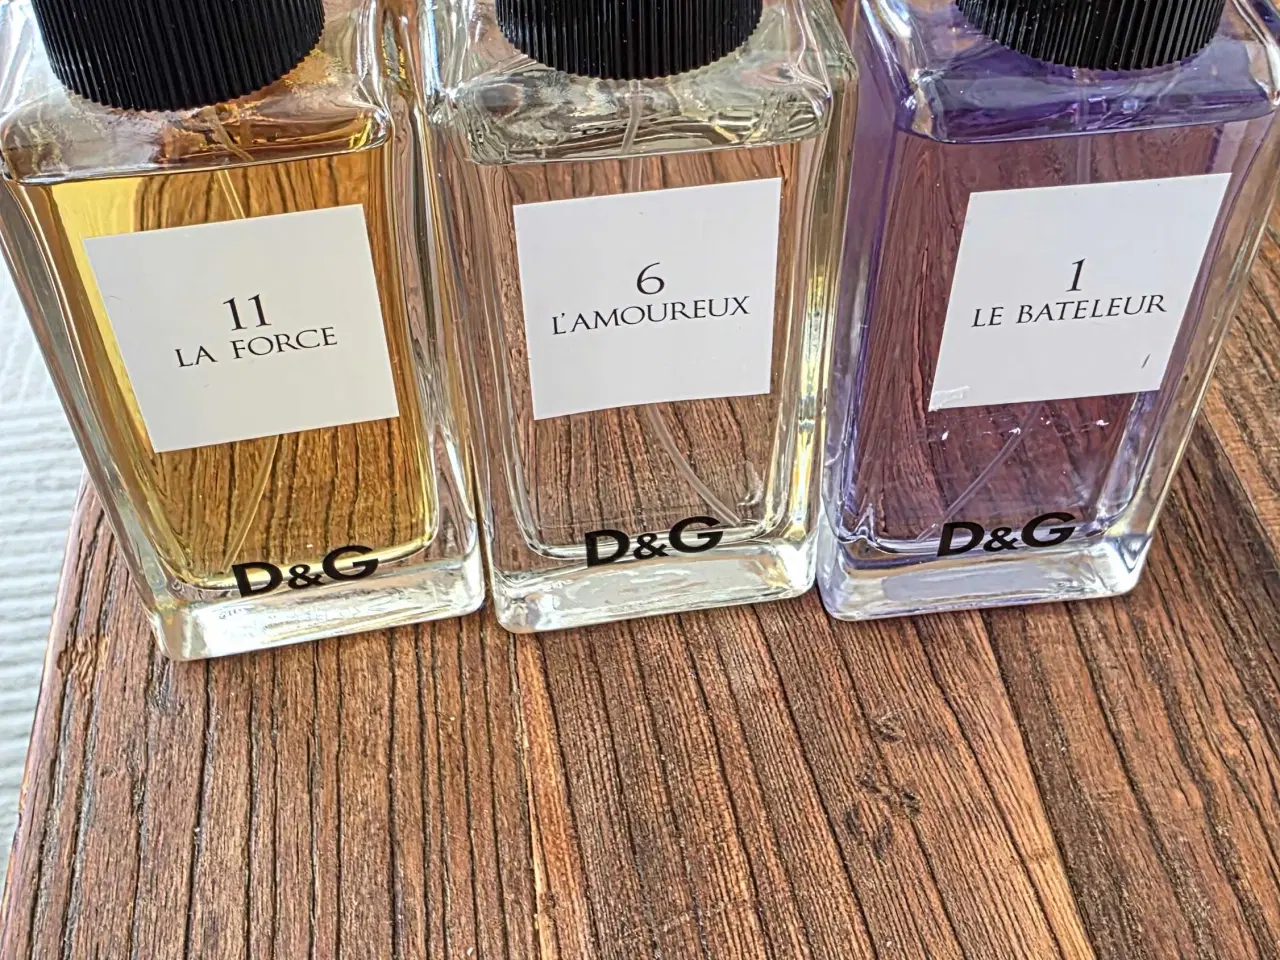 11
LA FORCE
D&G
6
L'AMOUREUX
D&G
1
LE BATELEUR
D&G